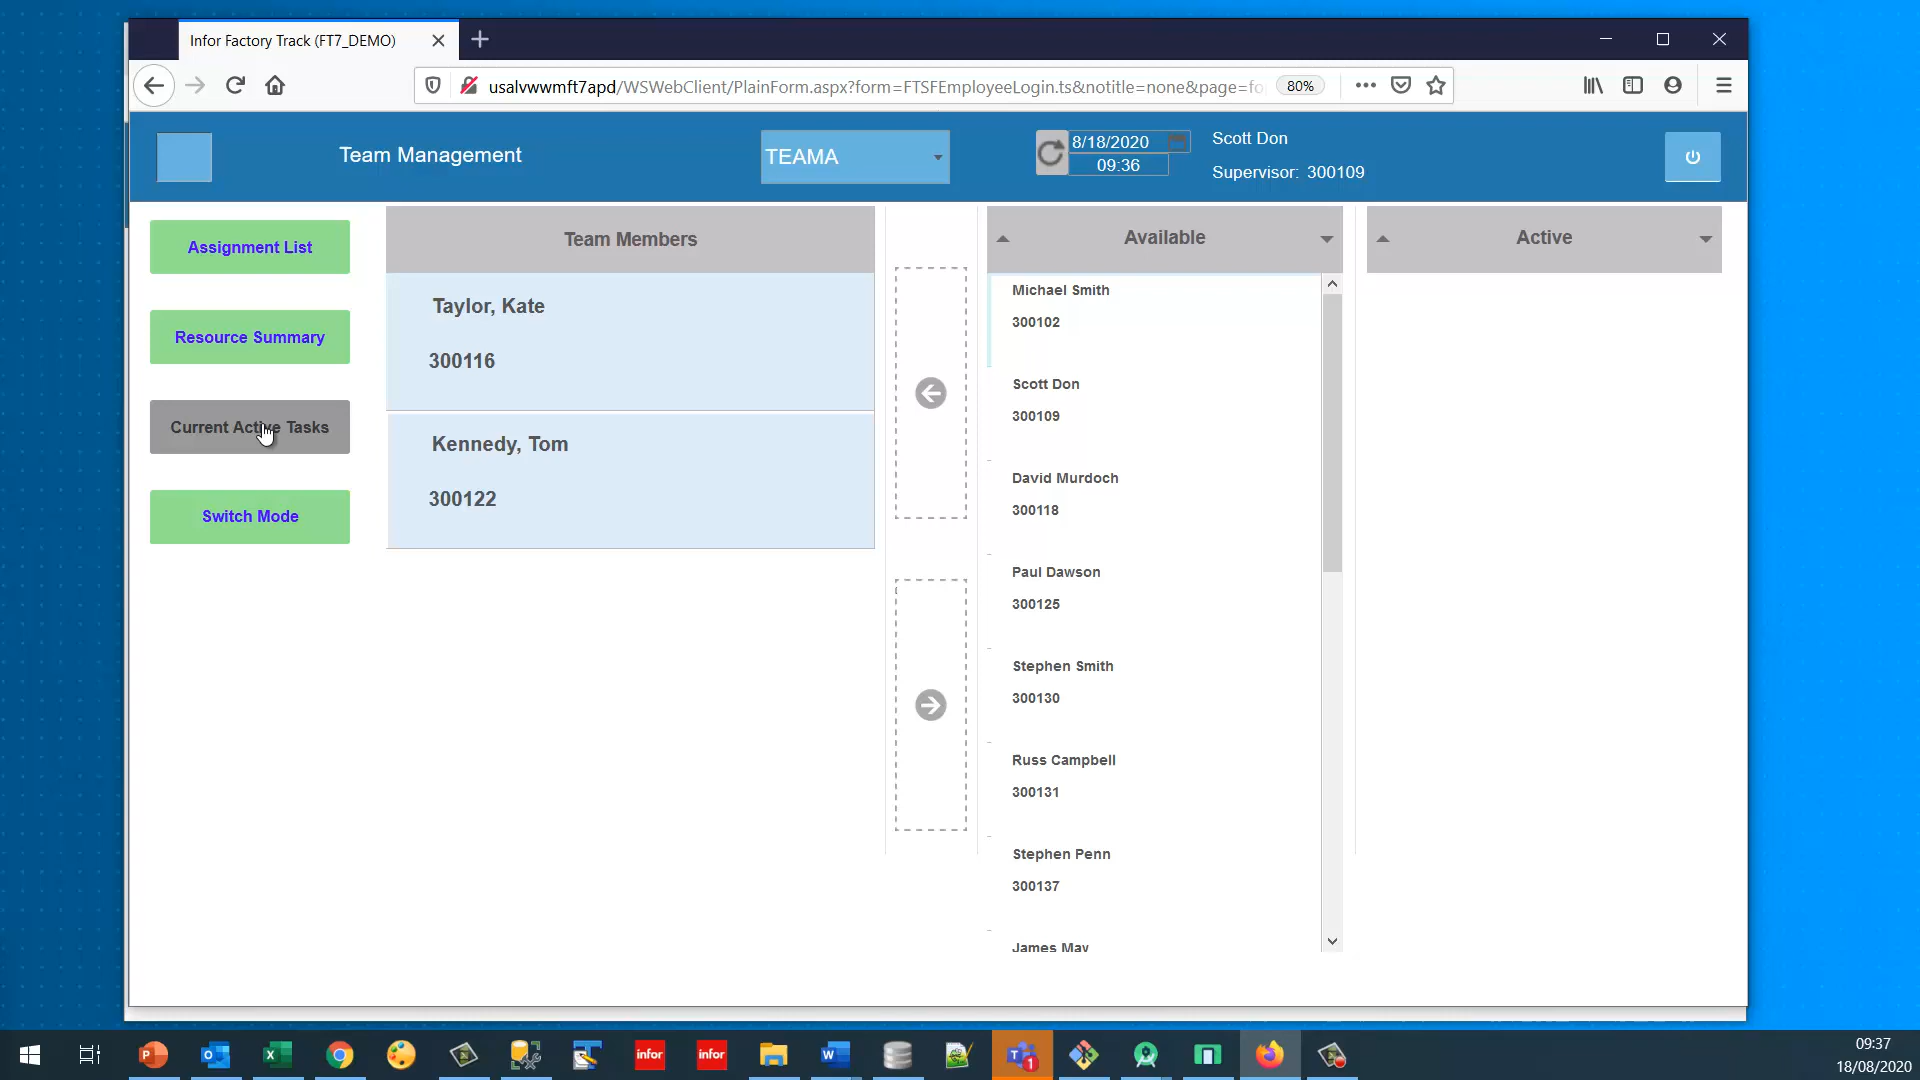 Infor Factory Track (FT7_DEMO)
usalvwwmft7apd/WSWebClient/PlainForm.aspx?form=FTSFEmployeeLogin.ts&notitle=none&page=fo
80%
Team Management
TEAMA
8/18/2020
09:36
Scott Don
Supervisor: 300109
Assignment List
Resource Summary
Current Active Tasks
Switch Mode
Team Members
Taylor, Kate
300116
Kennedy, Tom
300122
Available
Michael Smith
300102
Scott Don
300109
David Murdoch
300118
Paul Dawson
300125
Stephen Smith
300130
Russ Campbell
300131
Stephen Penn
300137
James May
Active
infor
infor
1
09:37
18/08/2020